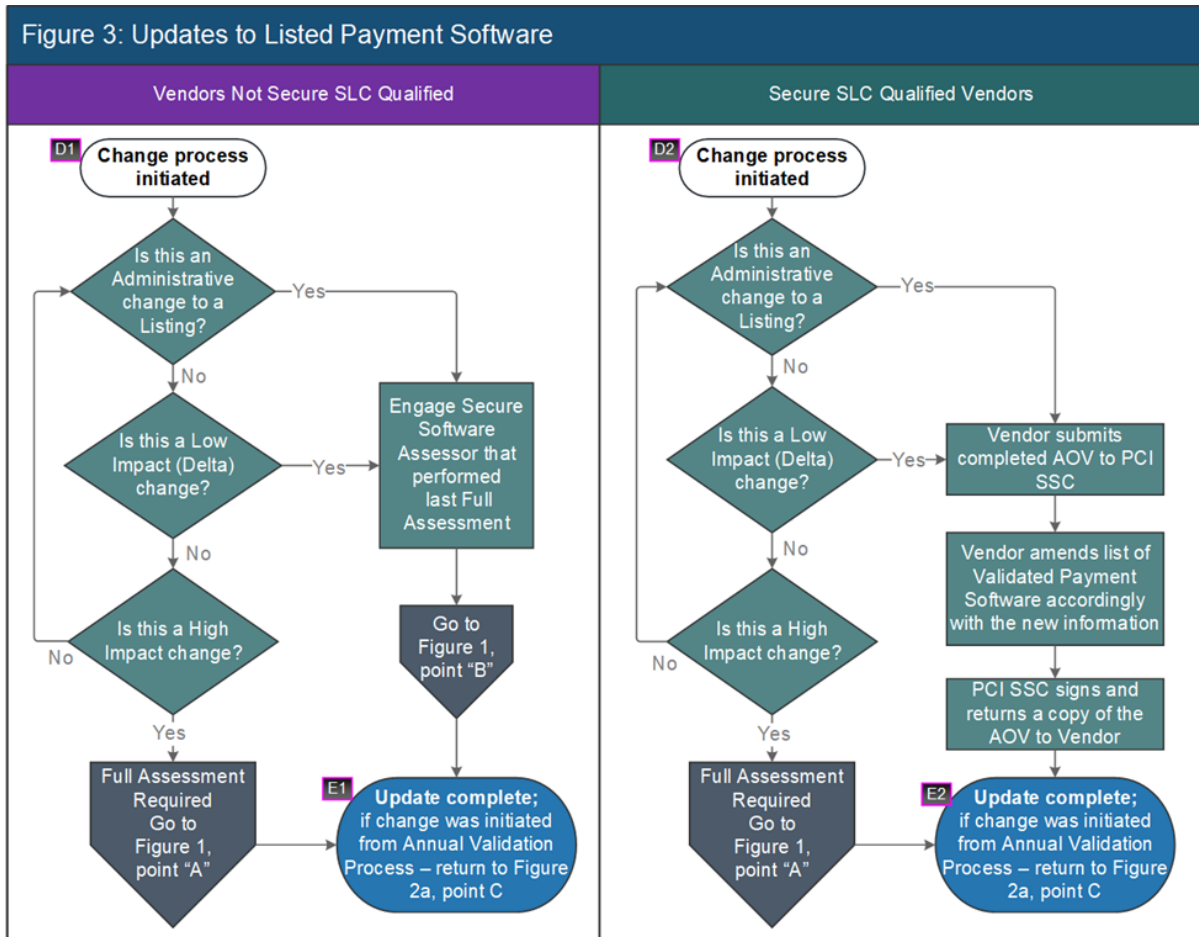 Figure 3: Updates to Listed Payment Software
Vendors Not Secure SLC Qualified
D1
Change process
initiated
Is this an
Administrative
change to a
Listing?
Yes
No
Is this a Low
Impact (Delta)
change?
Yes
Engage Secure
Software
Assessor that
performed
last Full
Assessment
No
Is this a High
Impact change?
No
Go to
Figure 1,
point “B”
Yes
Full Assessment
Required
Go to
Figure 1,
point “A”
E1
Update complete;
if change was initiated
from Annual Validation
Process – return to Figure
2a, point C
Secure SLC Qualified Vendors
D2
Change process
initiated
Is this an
Administrative
change to a
Listing?
Yes
No
Is this a Low
Impact (Delta)
change?
Yes
Vendor submits
completed AOV to PCI
SSC
No
Vendor amends list of
Validated Payment
Software accordingly
with the new information
Is this a High
Impact change?
No
PCI SSC signs and
returns a copy of the
AOV to Vendor
Yes
Full Assessment
Required
Go to
Figure 1,
point “A”
E2
Update complete;
if change was initiated
from Annual Validation
Process – return to Figure
2a, point C